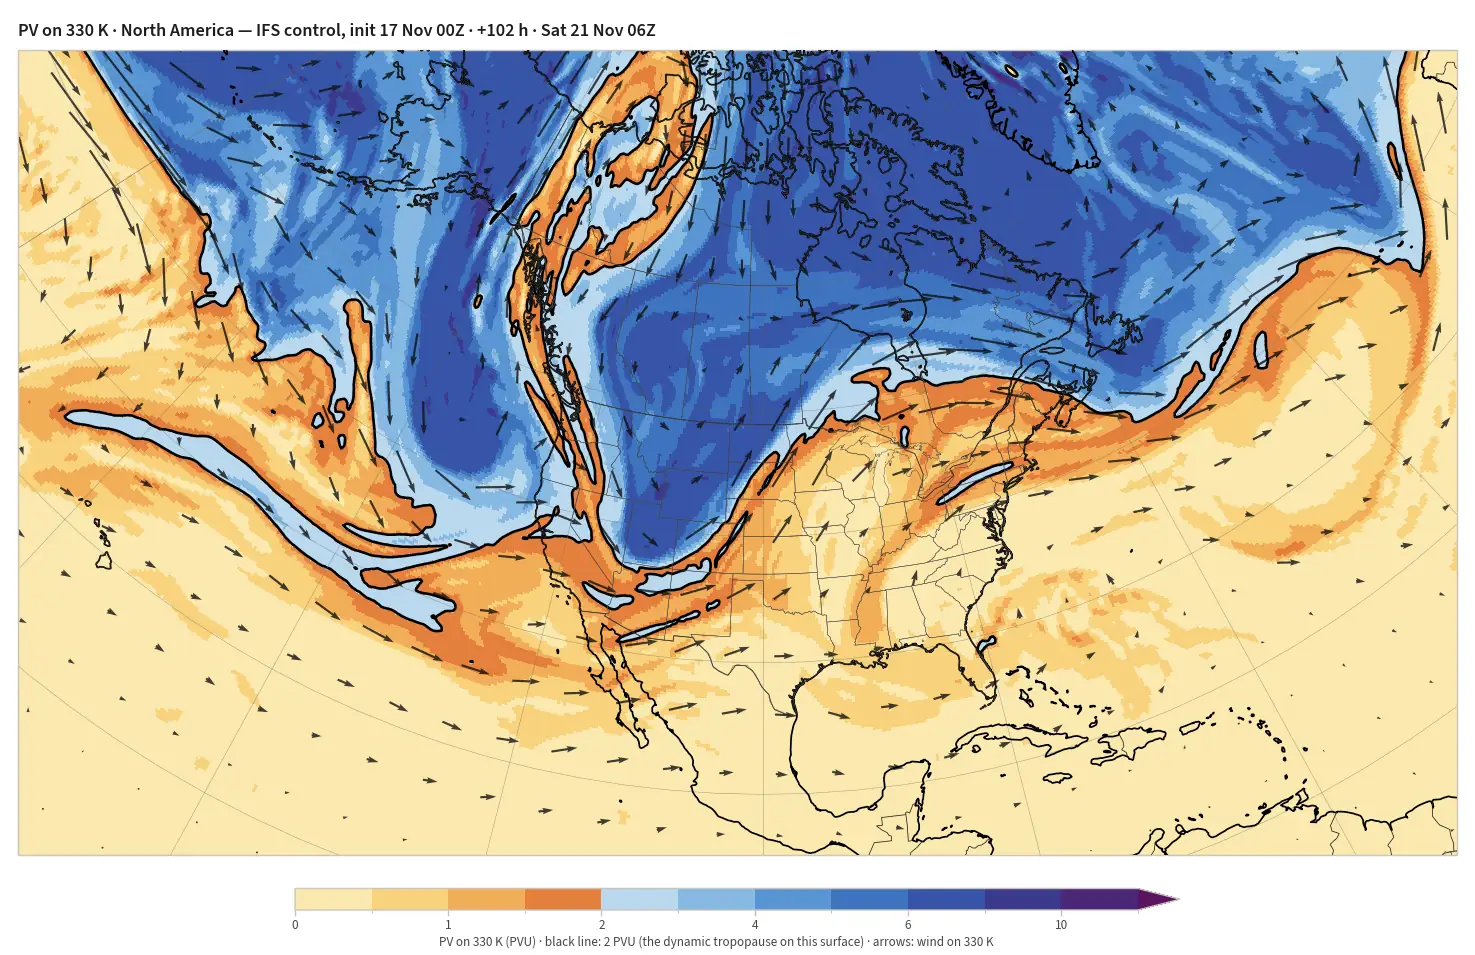 PV on 330 K · North America — IFS control, init 17 Nov 00Z · +102 h · Sat 21 Nov 06Z
0 1 2 4 6 10
PV on 330 K (PVU) · black line: 2 PVU (the dynamic tropopause on this surface) · arrows: wind on 330 K